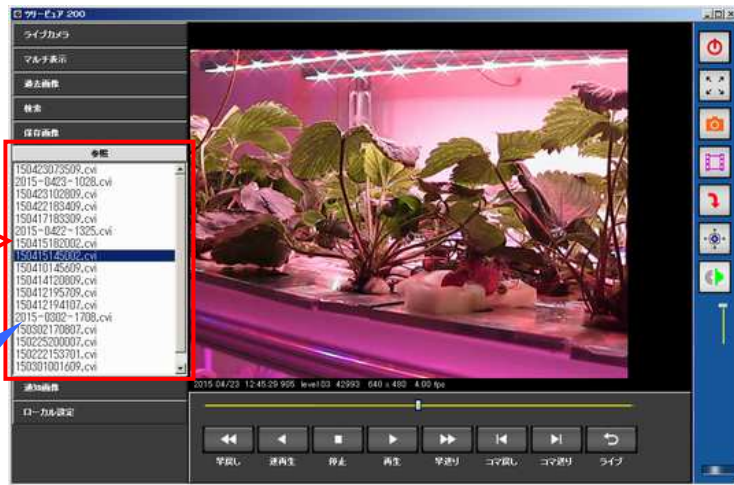 ツリーピュア 200
ライブカメラ
マルチ表示
過去画像
検索
保存画像
参照
150423073509.cvi
2015-0423-1028.cvi
150423102809.cvi
150422183409.cvi
150417183309.cvi
2015-0422-1325.cvi
150415182002.cvi
150415145002.cvi
150410145609.cvi
150414120809.cvi
150412195709.cvi
150412194107.cvi
2015-0302-1708.cvi
150302170807.cvi
150225200007.cvi
150222153701.cvi
150301001609.cvi
通知画像
ローカル設定
2015/04/23 12:45:29.905 level03 42993 640 x 480 4.00 fps
早戻し
逆再生
停止
再生
早送り
コマ戻し
コマ送り
ライブ